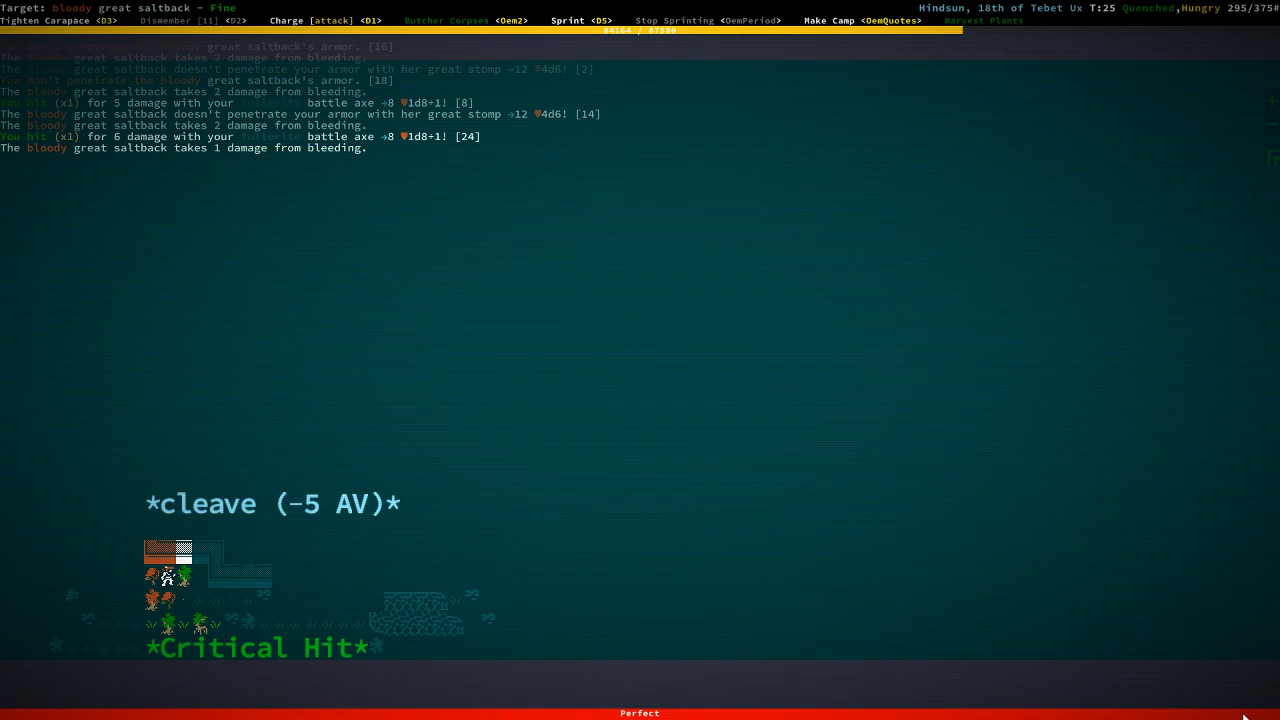 Target: bloody great saltback - Fine
Hindsun, 18th of Tebet Ux T:25 Quenched,Hungry 295/375#
Tighten Carapace <D3> Dismember [11] <D2> Charge [attack] <D1> Butcher Corpses <Oem2> Sprint <D5> Stop Sprinting <OemPeriod> Make Camp <OemQuotes> Harvest Plants
84164 / 87580
great saltback's armor. [16]
The bloody great saltback takes 2 damage from bleeding.
The bloody great saltback doesn't penetrate your armor with her great stomp →12 ♥4d6! [2]
You don't penetrate the bloody great saltback's armor. [18]
The bloody great saltback takes 2 damage from bleeding.
You hit (x1) for 5 damage with your fullerite battle axe →8 ♥1d8+1! [8]
The bloody great saltback doesn't penetrate your armor with her great stomp →12 ♥4d6! [14]
The bloody great saltback takes 2 damage from bleeding.
You hit (x1) for 6 damage with your fullerite battle axe →8 ♥1d8+1! [24]
The bloody great saltback takes 1 damage from bleeding.
*cleave (-5 AV)*
*Critical Hit*
Perfect